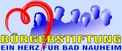 BÜRGERSTIFTUNG
EIN HERZ FÜR BAD NAUHEIM